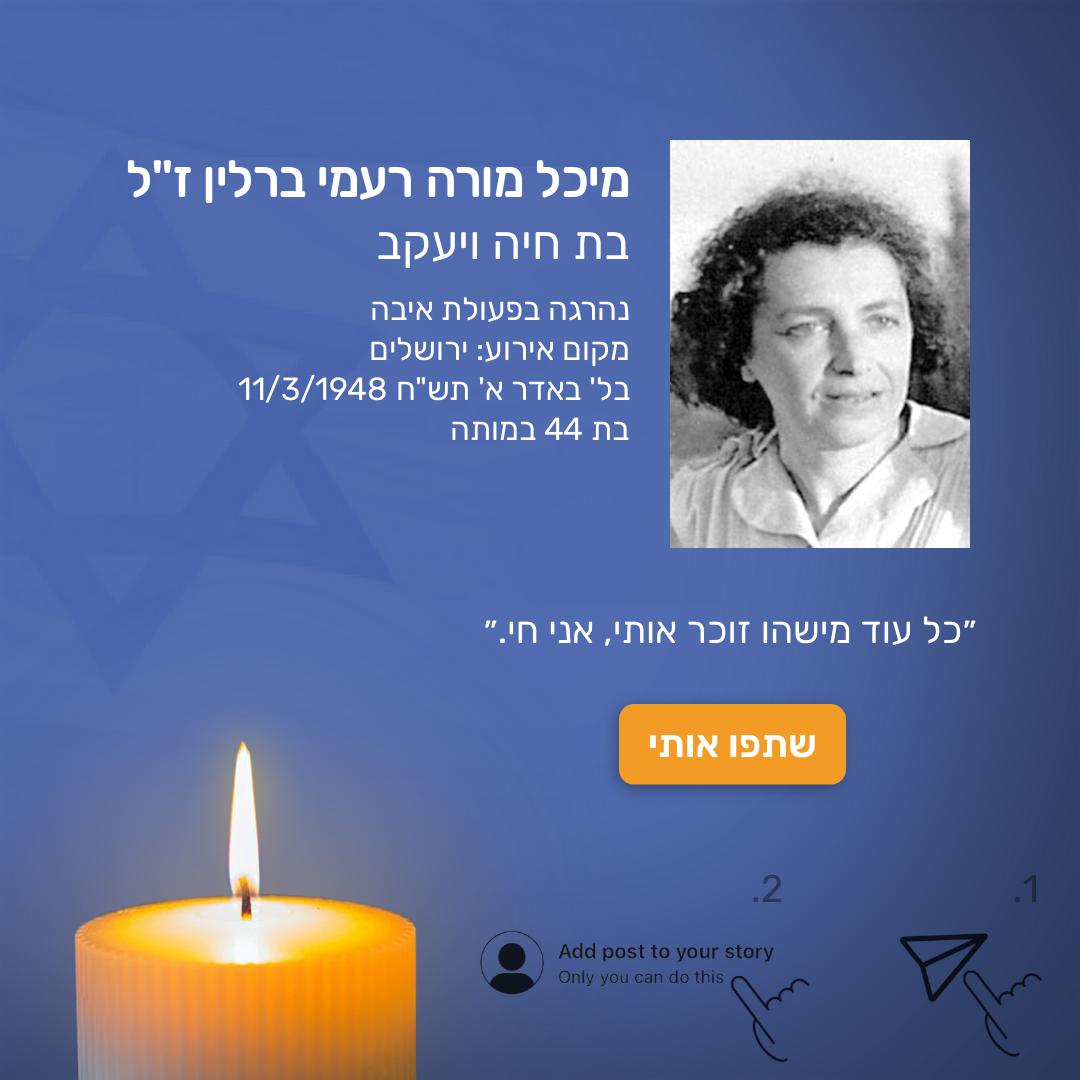 מיכל מורה רעמי ברלין ז"ל
בת חיה ויעקב
נהרגה בפעולת איבה
מקום אירוע: ירושלים
בל' באדר א' תש"ח 11/3/1948
בת 44 במותה
״כל עוד מישהו זוכר אותי, אני חי.״
שתפו אותי
1.
2.
Add post to your story
Only you can do this